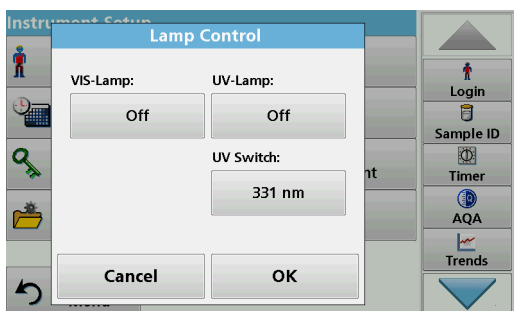 Instrument Setup
Lamp Control
VIS-Lamp:
UV-Lamp:
Off
Off
UV Switch:
331 nm
Cancel
OK
Login
Sample ID
Timer
AQA
Trends